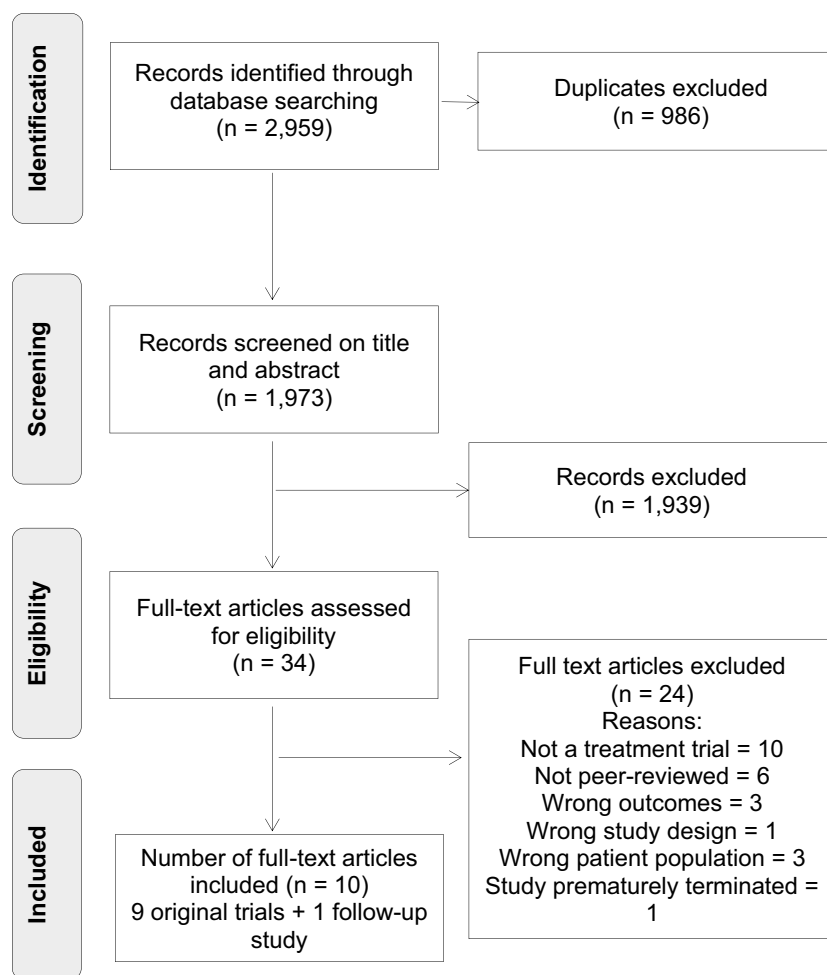 Identification
Records identified through
database searching
(n = 2,959)
Duplicates excluded
(n = 986)
Screening
Records screened on title
and abstract
(n = 1,973)
Records excluded
(n = 1,939)
Eligibility
Full-text articles assessed
for eligibility
(n = 34)
Full text articles excluded
(n = 24)
Reasons:
Not a treatment trial = 10
Not peer-reviewed = 6
Wrong outcomes = 3
Wrong study design = 1
Wrong patient population = 3
Study prematurely terminated =
1
Included
Number of full-text articles
included (n = 10)
9 original trials + 1 follow-up
study